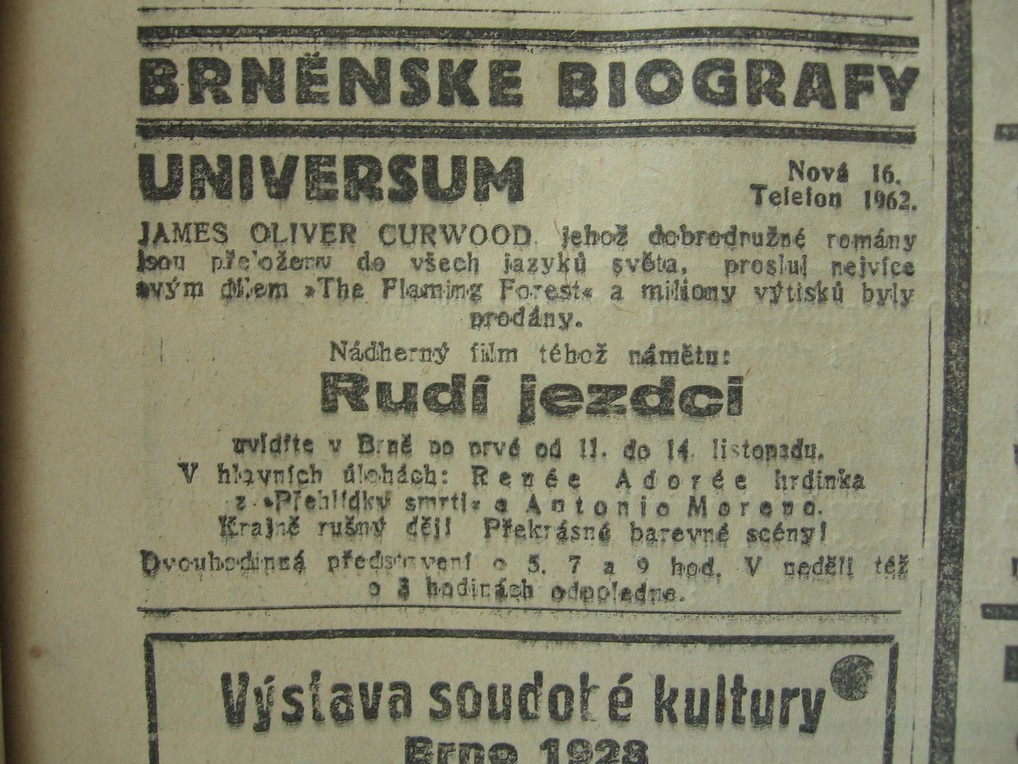 BRNĚNSKE BIOGRAFY
UNIVERSUM
Nová 16.
Telefon 1962.
JAMES OLIVER CURWOOD, jehož dobrodružné romány
jsou přeloženy do všech jazyků světa, proslul nejvíce
svým dílem »The Flaming Forest« a miliony výtisků byly
prodány.
Nádherný film téhož námětu:
Rudí jezdci
uvidíte v Brně po prvé od 11. do 14. listopadu.
V hlavních úlohách: Renée Adorée hrdinka
z »Přehlídky smrti« a Antonio Moreno.
Krajně rušný děj! Překrásné barevné scény!
Dvouhodinná představení o 5, 7 a 9 hod. V neděli též
o 3 hodinách odpoledne.
Výstava soudobé kultury
Brno 1928